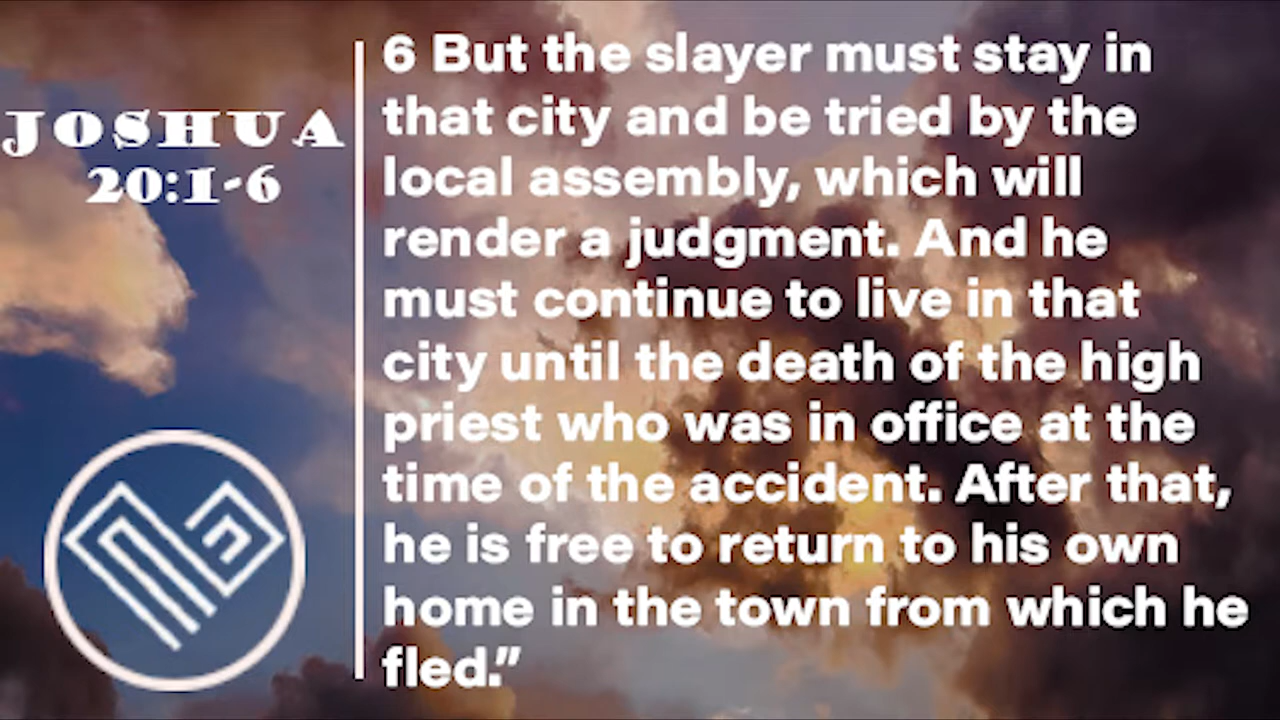 JOSHUA
20:1-6
6 But the slayer must stay in
that city and be tried by the
local assembly, which will
render a judgment. And he
must continue to live in that
city until the death of the high
priest who was in office at the
time of the accident. After that,
he is free to return to his own
home in the town from which he
fled.”